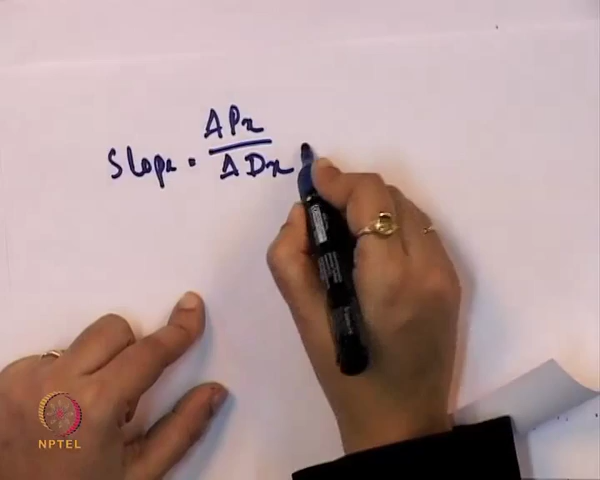 Slope = ΔPx / ΔDx
NPTEL